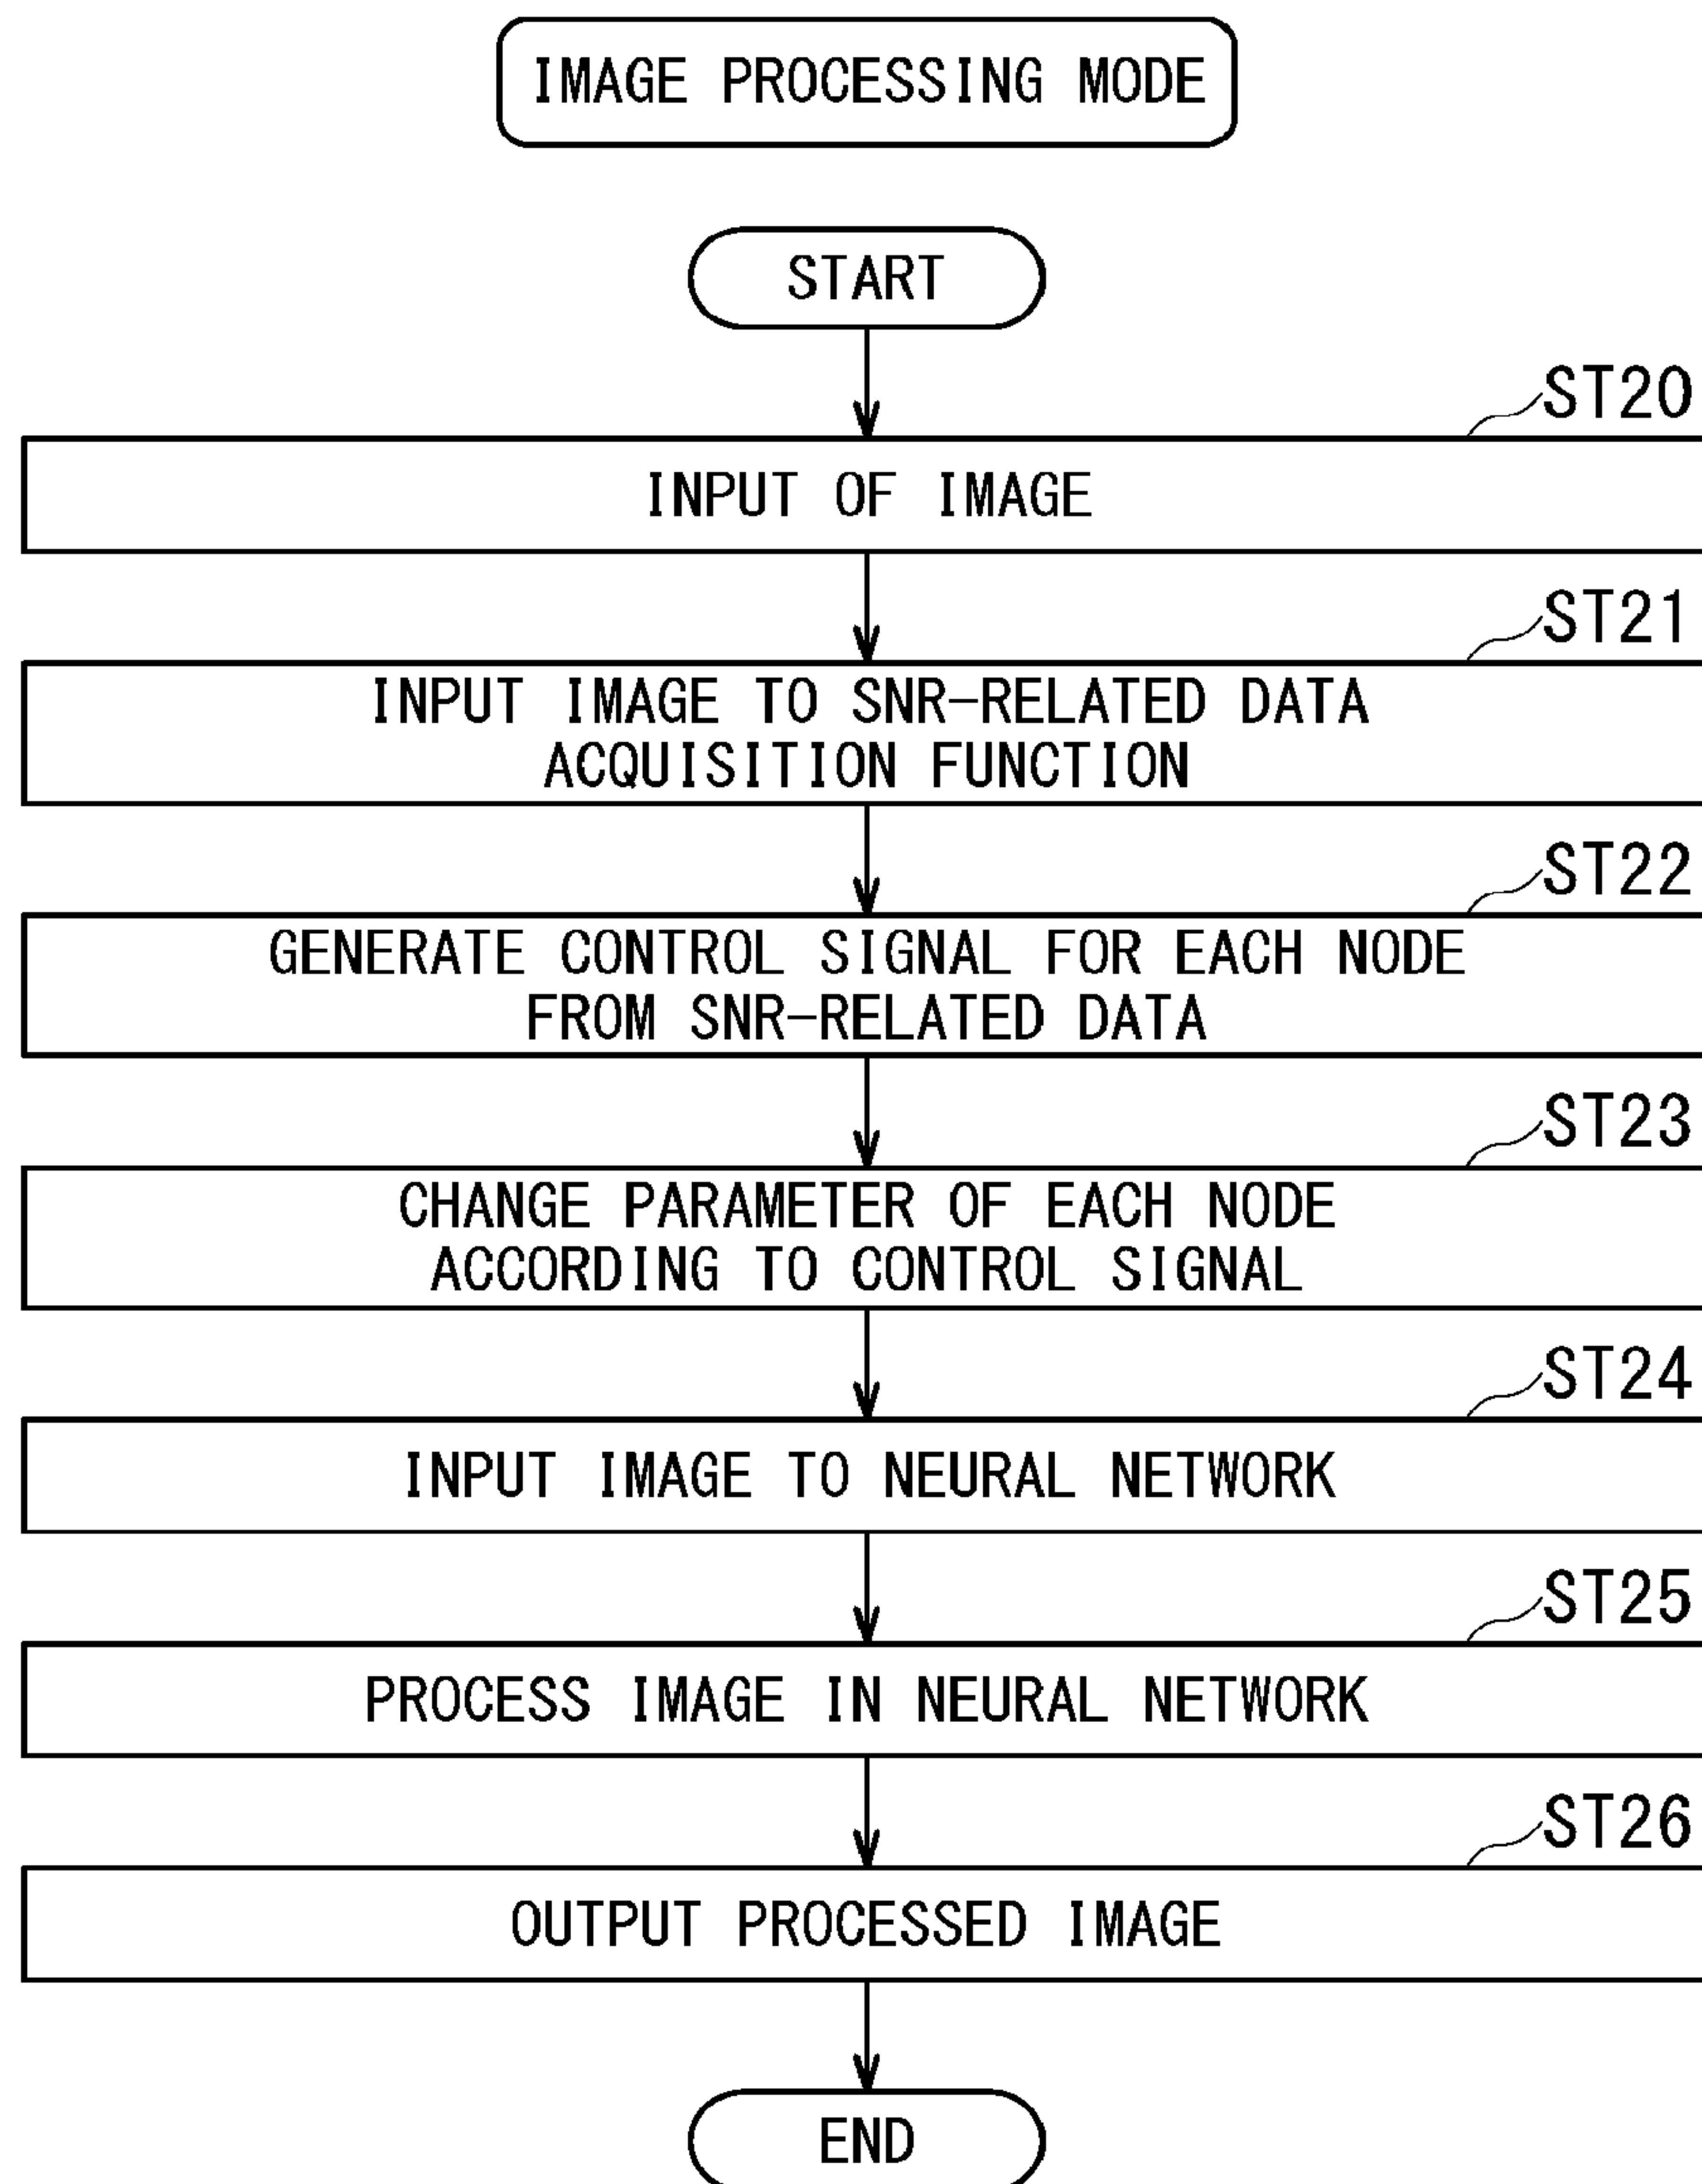 IMAGE PROCESSING MODE
START
ST20
INPUT OF IMAGE
ST21
INPUT IMAGE TO SNR-RELATED DATA
ACQUISITION FUNCTION
ST22
GENERATE CONTROL SIGNAL FOR EACH NODE
FROM SNR-RELATED DATA
ST23
CHANGE PARAMETER OF EACH NODE
ACCORDING TO CONTROL SIGNAL
ST24
INPUT IMAGE TO NEURAL NETWORK
ST25
PROCESS IMAGE IN NEURAL NETWORK
ST26
OUTPUT PROCESSED IMAGE
END